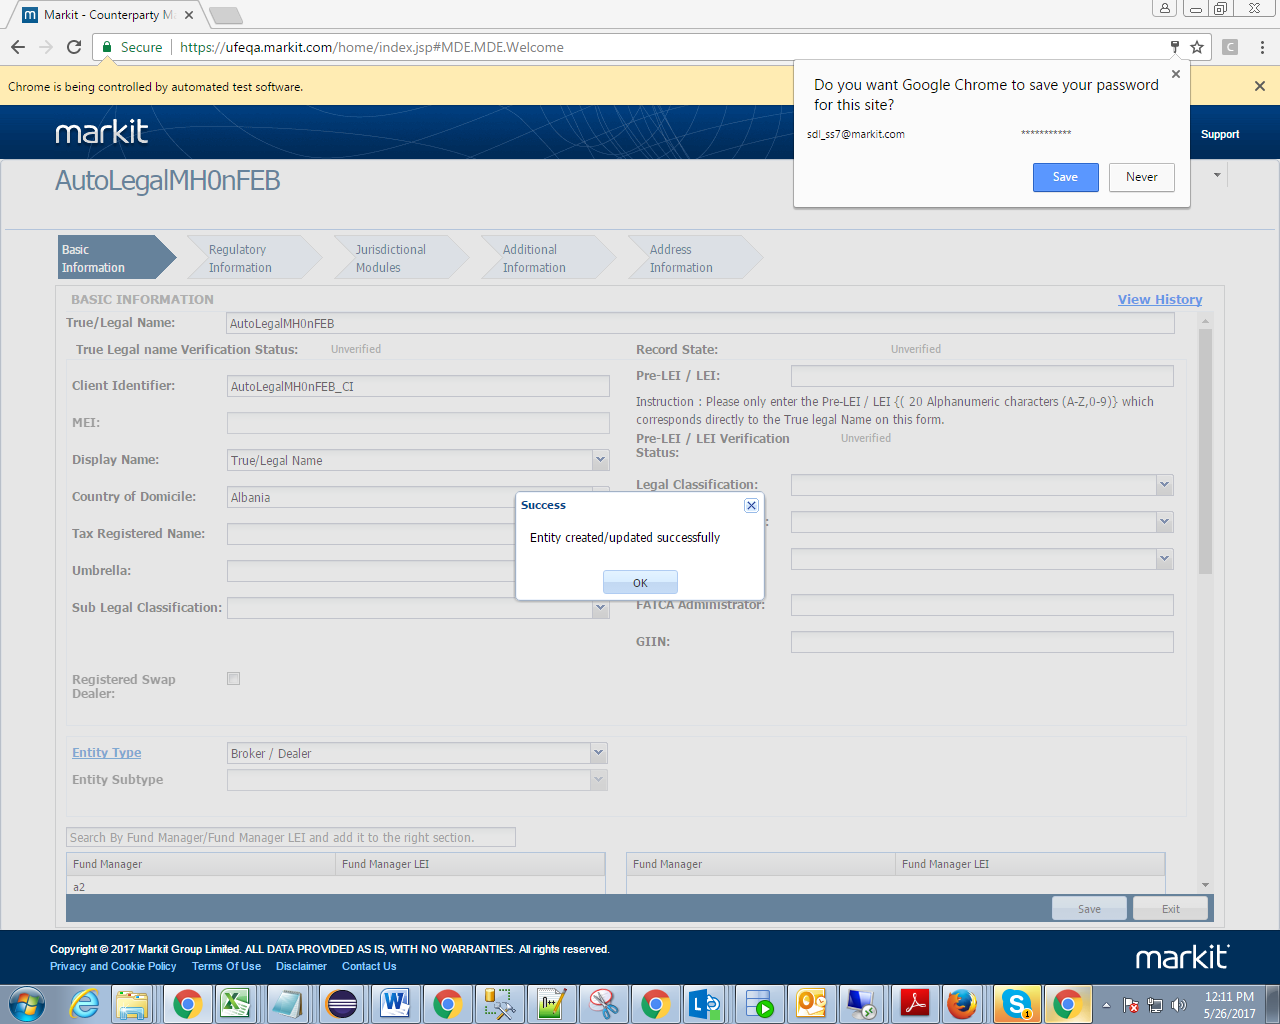 Markit - Counterparty Ma
Secure
https://ufeqa.markit.com/home/index.jsp#MDE.MDE.Welcome
Chrome is being controlled by automated test software.
Do you want Google Chrome to save your password
for this site?
sdl_ss7@markit.com ***********
Save Never
markit
Support
AutoLegalMH0nFEB
Basic
Information
Regulatory
Information
Jurisdictional
Modules
Additional
Information
Address
Information
BASIC INFORMATION
View History
True/Legal Name: AutoLegalMH0nFEB
True Legal name Verification Status: Unverified
Record State: Unverified
Client Identifier: AutoLegalMH0nFEB_CI
Pre-LEI / LEI:
Instruction : Please only enter the Pre-LEI / LEI {( 20 Alphanumeric characters (A-Z,0-9)} which
corresponds directly to the True legal Name on this form.
MEI:
Pre-LEI / LEI Verification
Status:
Unverified
Display Name: True/Legal Name
Legal Classification:
Country of Domicile: Albania
Tax Registered Name:
Umbrella:
Sub Legal Classification:
FATCA Administrator:
GIIN:
Success
Entity created/updated successfully
OK
Registered Swap
Dealer:
Entity Type Broker / Dealer
Entity Subtype
Search By Fund Manager/Fund Manager LEI and add it to the right section.
Fund Manager Fund Manager LEI Fund Manager Fund Manager LEI
a2
Save Exit
Copyright © 2017 Markit Group Limited. ALL DATA PROVIDED AS IS, WITH NO WARRANTIES. All rights reserved.
Privacy and Cookie Policy Terms Of Use Disclaimer Contact Us
markit
12:11 PM
5/26/2017